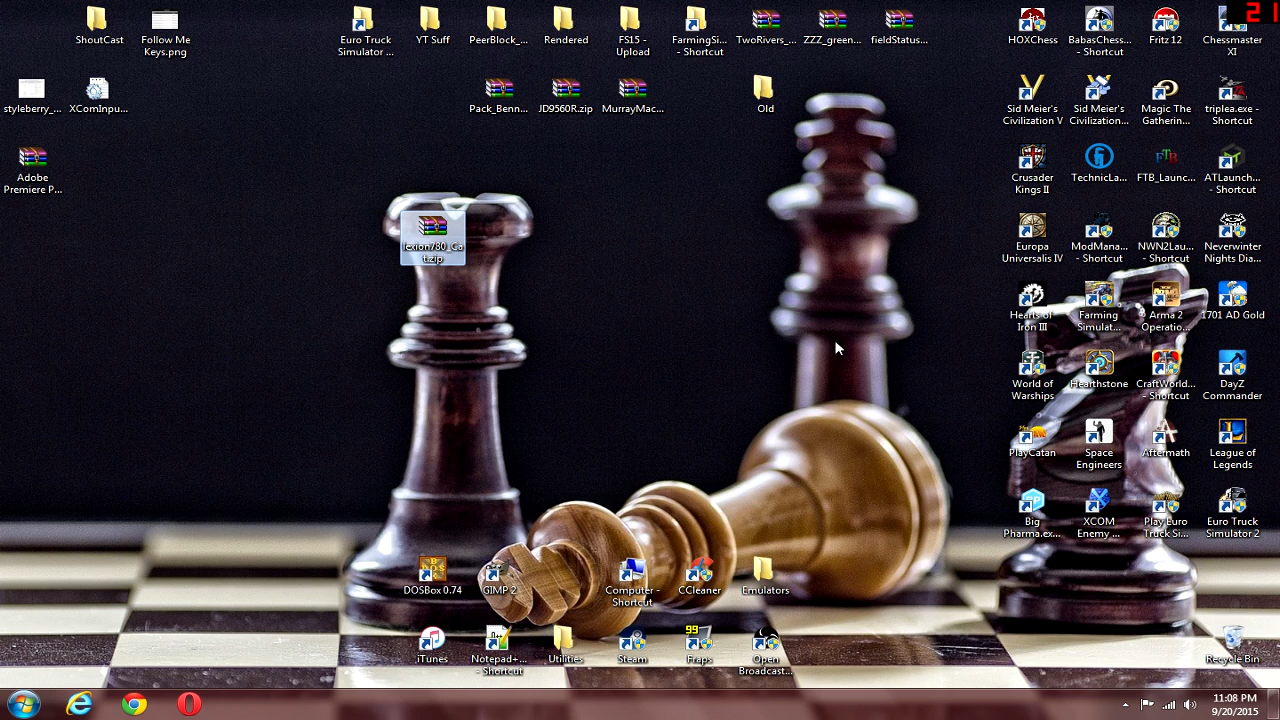 21
ShoutCast
Follow Me
Keys.png
Euro Truck
Simulator ...
YT Suff
PeerBlock_...
Rendered
FS15 -
Upload
FarmingSi...
- Shortcut
TwoRivers_...
ZZZ_green...
fieldStatus...
HOXChess
BabasChess...
- Shortcut
Fritz 12
Chessmaster
XI
styleberry_...
XComInpu...
Pack_Benn...
JD9560R.zip
MurrayMac...
Old
Sid Meier's
Civilization V
Sid Meier's
Civilization...
Magic The
Gatherin...
triplea.exe -
Shortcut
Adobe
Premiere P...
Crusader
Kings II
TechnicLa...
FTB
FTB_Launc...
ATLaunch...
- Shortcut
lexion780_Ca
t.zip
Europa
Universalis IV
ModMana...
- Shortcut
NWN2Lau...
- Shortcut
Neverwinter
Nights Dia...
Hearts of
Iron III
Farming
Simulat...
Arma 2
Operatio...
1701 AD Gold
World of
Warships
Hearthstone
CraftWorld...
- Shortcut
DayZ
Commander
PlayCatan
Space
Engineers
Aftermath
League of
Legends
Big
Pharma.ex...
XCOM
Enemy ...
Play Euro
Truck Si...
Euro Truck
Simulator 2
DOSBox 0.74
GIMP 2
Computer -
Shortcut
CCleaner
Emulators
iTunes
Notepad+...
- Shortcut
Utilities
Steam
99
Fraps
Open
Broadcast...
Recycle Bin
11:08 PM
9/20/2015